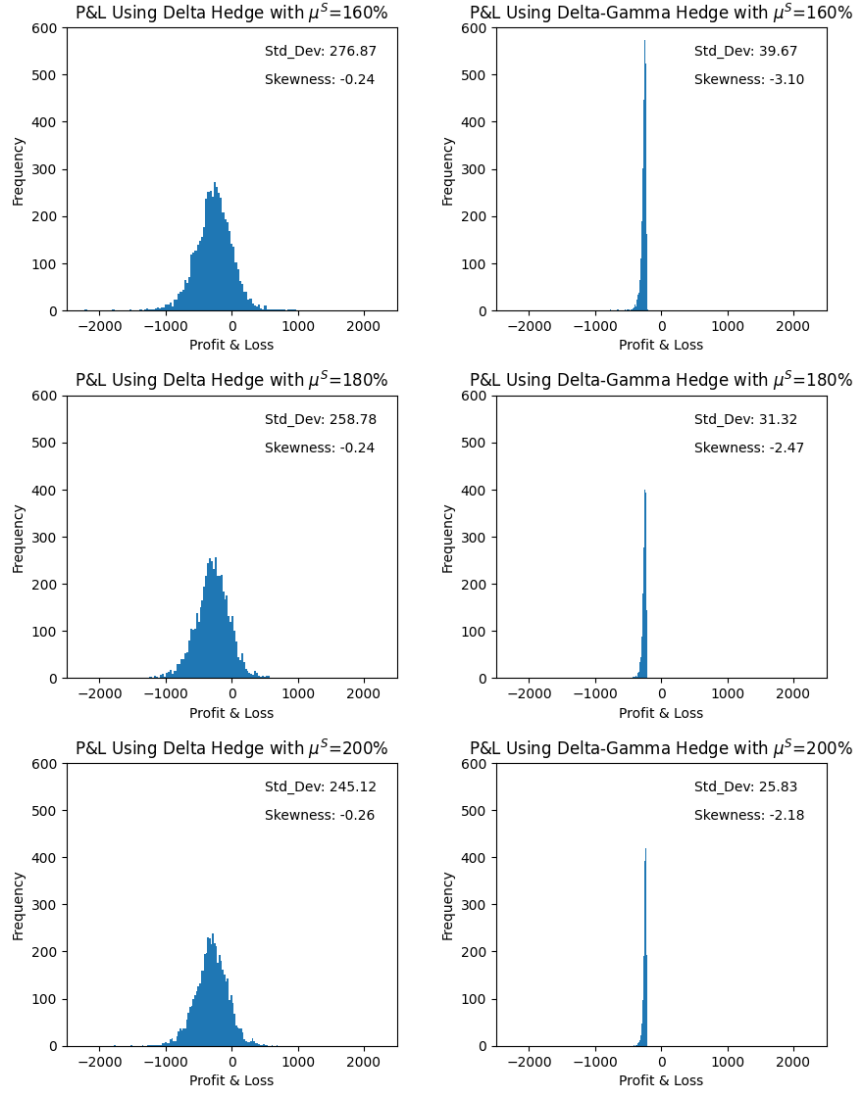 P&L Using Delta Hedge with μ^S=160%
Std_Dev: 276.87
Skewness: -0.24
600
500
400
300
200
100
0
Frequency
−2000 −1000 0 1000 2000
Profit & Loss
P&L Using Delta-Gamma Hedge with μ^S=160%
Std_Dev: 39.67
Skewness: -3.10
600
500
400
300
200
100
0
Frequency
−2000 −1000 0 1000 2000
Profit & Loss
P&L Using Delta Hedge with μ^S=180%
Std_Dev: 258.78
Skewness: -0.24
600
500
400
300
200
100
0
Frequency
−2000 −1000 0 1000 2000
Profit & Loss
P&L Using Delta-Gamma Hedge with μ^S=180%
Std_Dev: 31.32
Skewness: -2.47
600
500
400
300
200
100
0
Frequency
−2000 −1000 0 1000 2000
Profit & Loss
P&L Using Delta Hedge with μ^S=200%
Std_Dev: 245.12
Skewness: -0.26
600
500
400
300
200
100
0
Frequency
−2000 −1000 0 1000 2000
Profit & Loss
P&L Using Delta-Gamma Hedge with μ^S=200%
Std_Dev: 25.83
Skewness: -2.18
600
500
400
300
200
100
0
Frequency
−2000 −1000 0 1000 2000
Profit & Loss